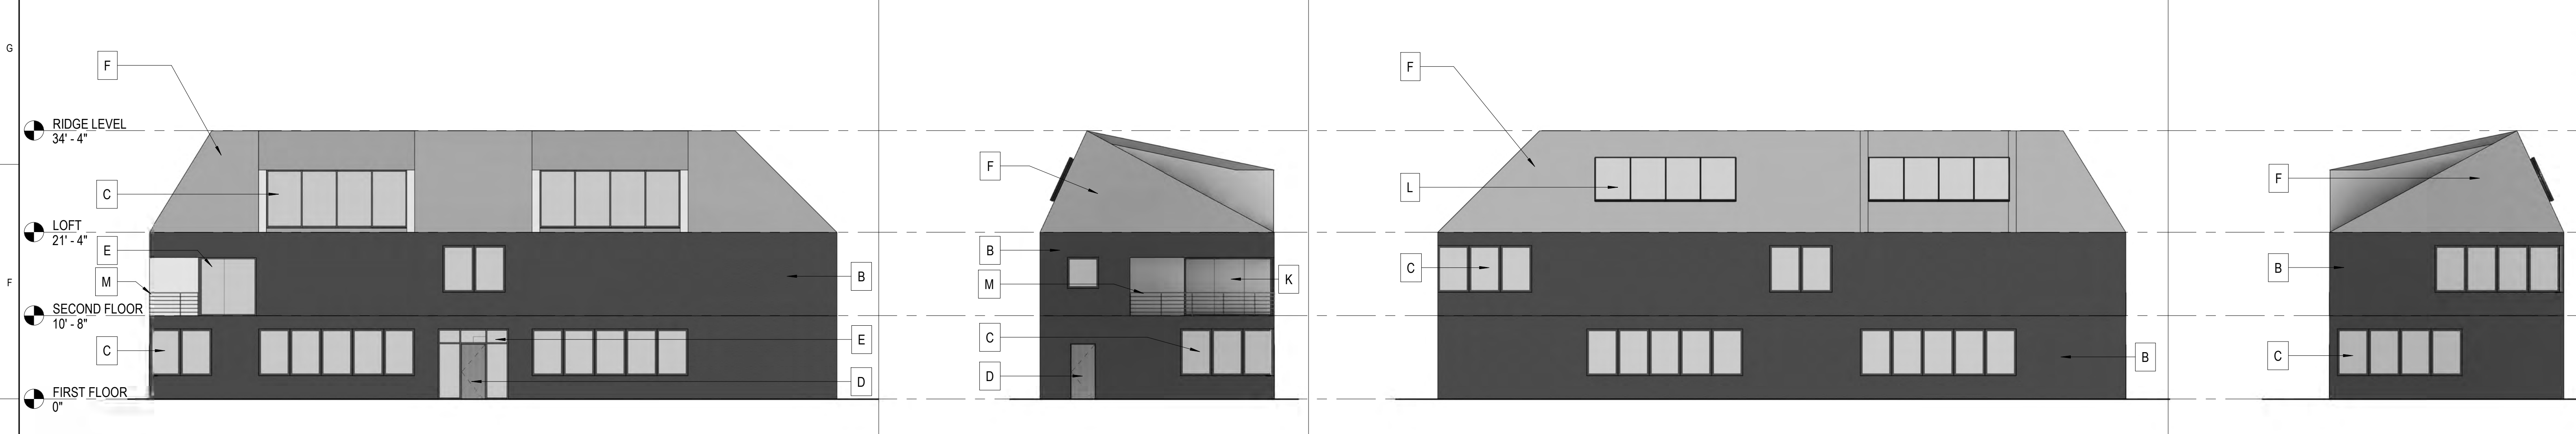 G
F
RIDGE LEVEL
34' - 4"
C
LOFT
21' - 4"
E
M
F
SECOND FLOOR
10' - 8"
C
FIRST FLOOR
0"
B
E
D
F
B
M
K
C
D
F
L
C
B
F
B
C